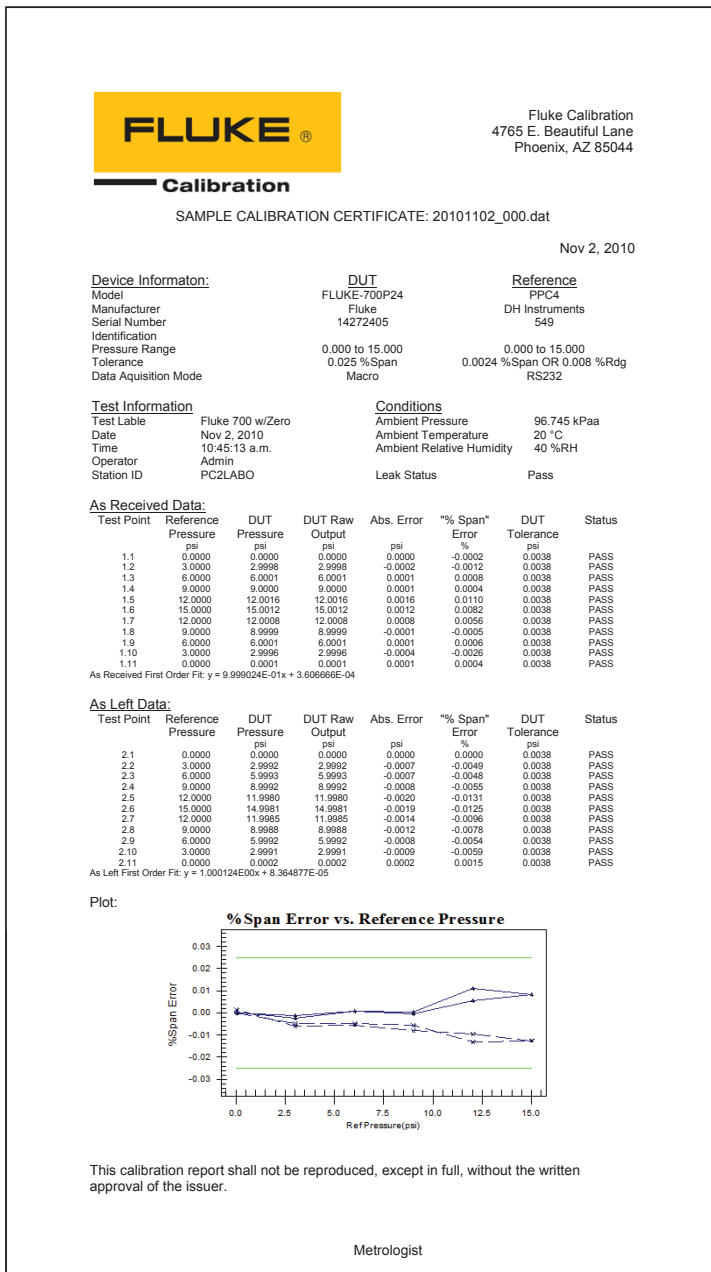 FLUKE ®
Calibration
Fluke Calibration
4765 E. Beautiful Lane
Phoenix, AZ 85044
SAMPLE CALIBRATION CERTIFICATE: 20101102_000.dat
Nov 2, 2010
Device Informaton: DUT Reference
Model FLUKE-700P24 PPC4
Manufacturer Fluke DH Instruments
Serial Number 14272405 549
Identification
Pressure Range 0.000 to 15.000 0.000 to 15.000
Tolerance 0.025 %Span 0.0024 %Span OR 0.008 %Rdg
Data Aquisition Mode Macro RS232
Test Information Conditions
Test Lable Fluke 700 w/Zero Ambient Pressure 96.745 kPaa
Date Nov 2, 2010 Ambient Temperature 20 °C
Time 10:45:13 a.m. Ambient Relative Humidity 40 %RH
Operator Admin
Station ID PC2LABO Leak Status Pass
As Received Data:
Test Point Reference DUT DUT Raw Abs. Error "% Span" DUT Status
Pressure Pressure Output Error Tolerance
psi psi psi psi % psi
1.1 0.0000 0.0000 0.0000 0.0000 -0.0002 0.0038 PASS
1.2 3.0000 2.9998 2.9998 -0.0002 -0.0012 0.0038 PASS
1.3 6.0000 6.0001 6.0001 0.0001 0.0008 0.0038 PASS
1.4 9.0000 9.0000 9.0000 0.0001 0.0004 0.0038 PASS
1.5 12.0000 12.0016 12.0016 0.0016 0.0110 0.0038 PASS
1.6 15.0000 15.0012 15.0012 0.0012 0.0082 0.0038 PASS
1.7 12.0000 12.0008 12.0008 0.0008 0.0056 0.0038 PASS
1.8 9.0000 8.9999 8.9999 -0.0001 -0.0005 0.0038 PASS
1.9 6.0000 6.0001 6.0001 0.0001 0.0006 0.0038 PASS
1.10 3.0000 2.9996 2.9996 -0.0004 -0.0026 0.0038 PASS
1.11 0.0000 0.0001 0.0001 0.0001 0.0004 0.0038 PASS
As Received First Order Fit: y = 9.999024E-01x + 3.606666E-04
As Left Data:
Test Point Reference DUT DUT Raw Abs. Error "% Span" DUT Status
Pressure Pressure Output Error Tolerance
psi psi psi % psi
2.1 0.0000 0.0000 0.0000 0.0000 0.0000 0.0038 PASS
2.2 3.0000 2.9992 2.9992 -0.0007 -0.0049 0.0038 PASS
2.3 6.0000 5.9993 5.9993 -0.0007 -0.0048 0.0038 PASS
2.4 9.0000 8.9992 8.9992 -0.0008 -0.0055 0.0038 PASS
2.5 12.0000 11.9980 11.9980 -0.0020 -0.0131 0.0038 PASS
2.6 15.0000 14.9981 14.9981 -0.0019 -0.0125 0.0038 PASS
2.7 12.0000 11.9985 11.9985 -0.0014 -0.0096 0.0038 PASS
2.8 9.0000 8.9988 8.9988 -0.0012 -0.0078 0.0038 PASS
2.9 6.0000 5.9992 5.9992 -0.0008 -0.0054 0.0038 PASS
2.10 3.0000 2.9991 2.9991 -0.0009 -0.0059 0.0038 PASS
2.11 0.0000 0.0002 0.0002 0.0002 0.0015 0.0038 PASS
As Left First Order Fit: y = 1.000124E00x + 8.364877E-05
Plot:
%Span Error vs. Reference Pressure
%Span Error
0.03
0.02
0.01
0.00
-0.01
-0.02
-0.03
0.0 2.5 5.0 7.5 10.0 12.5 15.0
Ref Pressure(psi)
This calibration report shall not be reproduced, except in full, without the written
approval of the issuer.
Metrologist